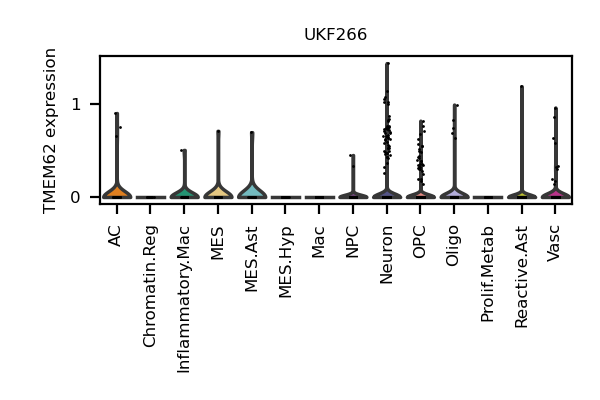 UKF266
TMEM62 expression
1
0
AC
Chromatin.Reg
Inflammatory.Mac
MES
MES.Ast
MES.Hyp
Mac
NPC
Neuron
OPC
Oligo
Prolif.Metab
Reactive.Ast
Vasc